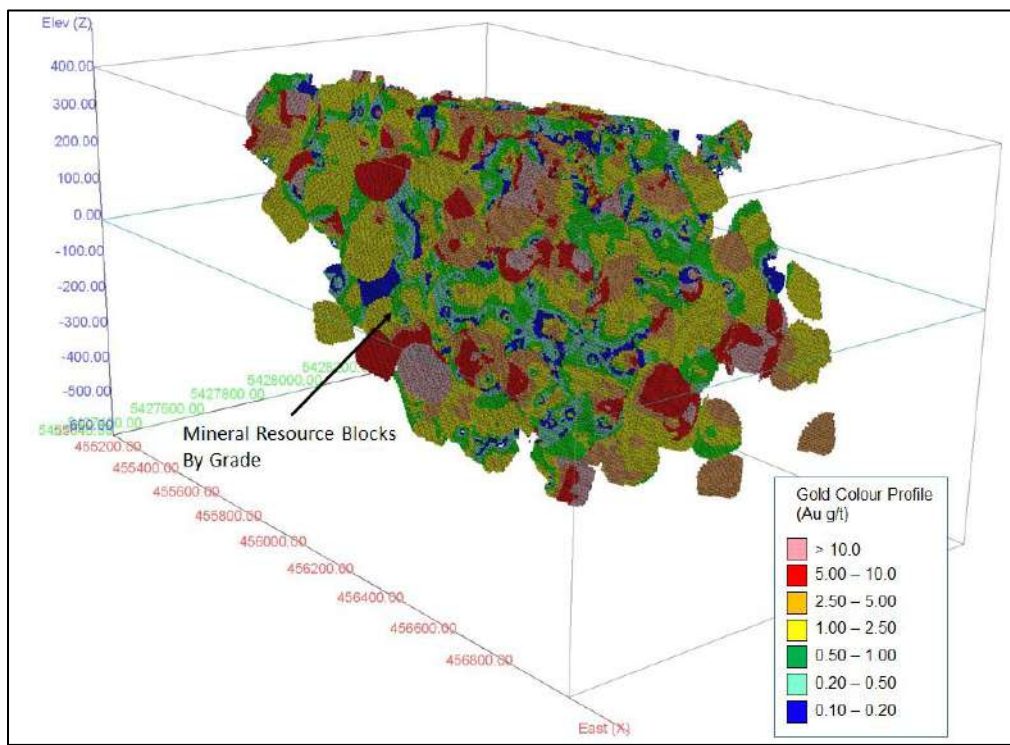 Elev (Z)
400.00
300.00
200.00
100.00
0.00
-100.00
-200.00
-300.00
-400.00
-500.00
5428000.00
5427800.00
5427600.00
455200.00
455400.00
455600.00
455800.00
456000.00
456200.00
456400.00
456600.00
456800.00
East (X)
Mineral Resource Blocks
By Grade
Gold Colour Profile
(Au g/t)
> 10.0
5.00 – 10.0
2.50 – 5.00
1.00 – 2.50
0.50 – 1.00
0.20 – 0.50
0.10 – 0.20